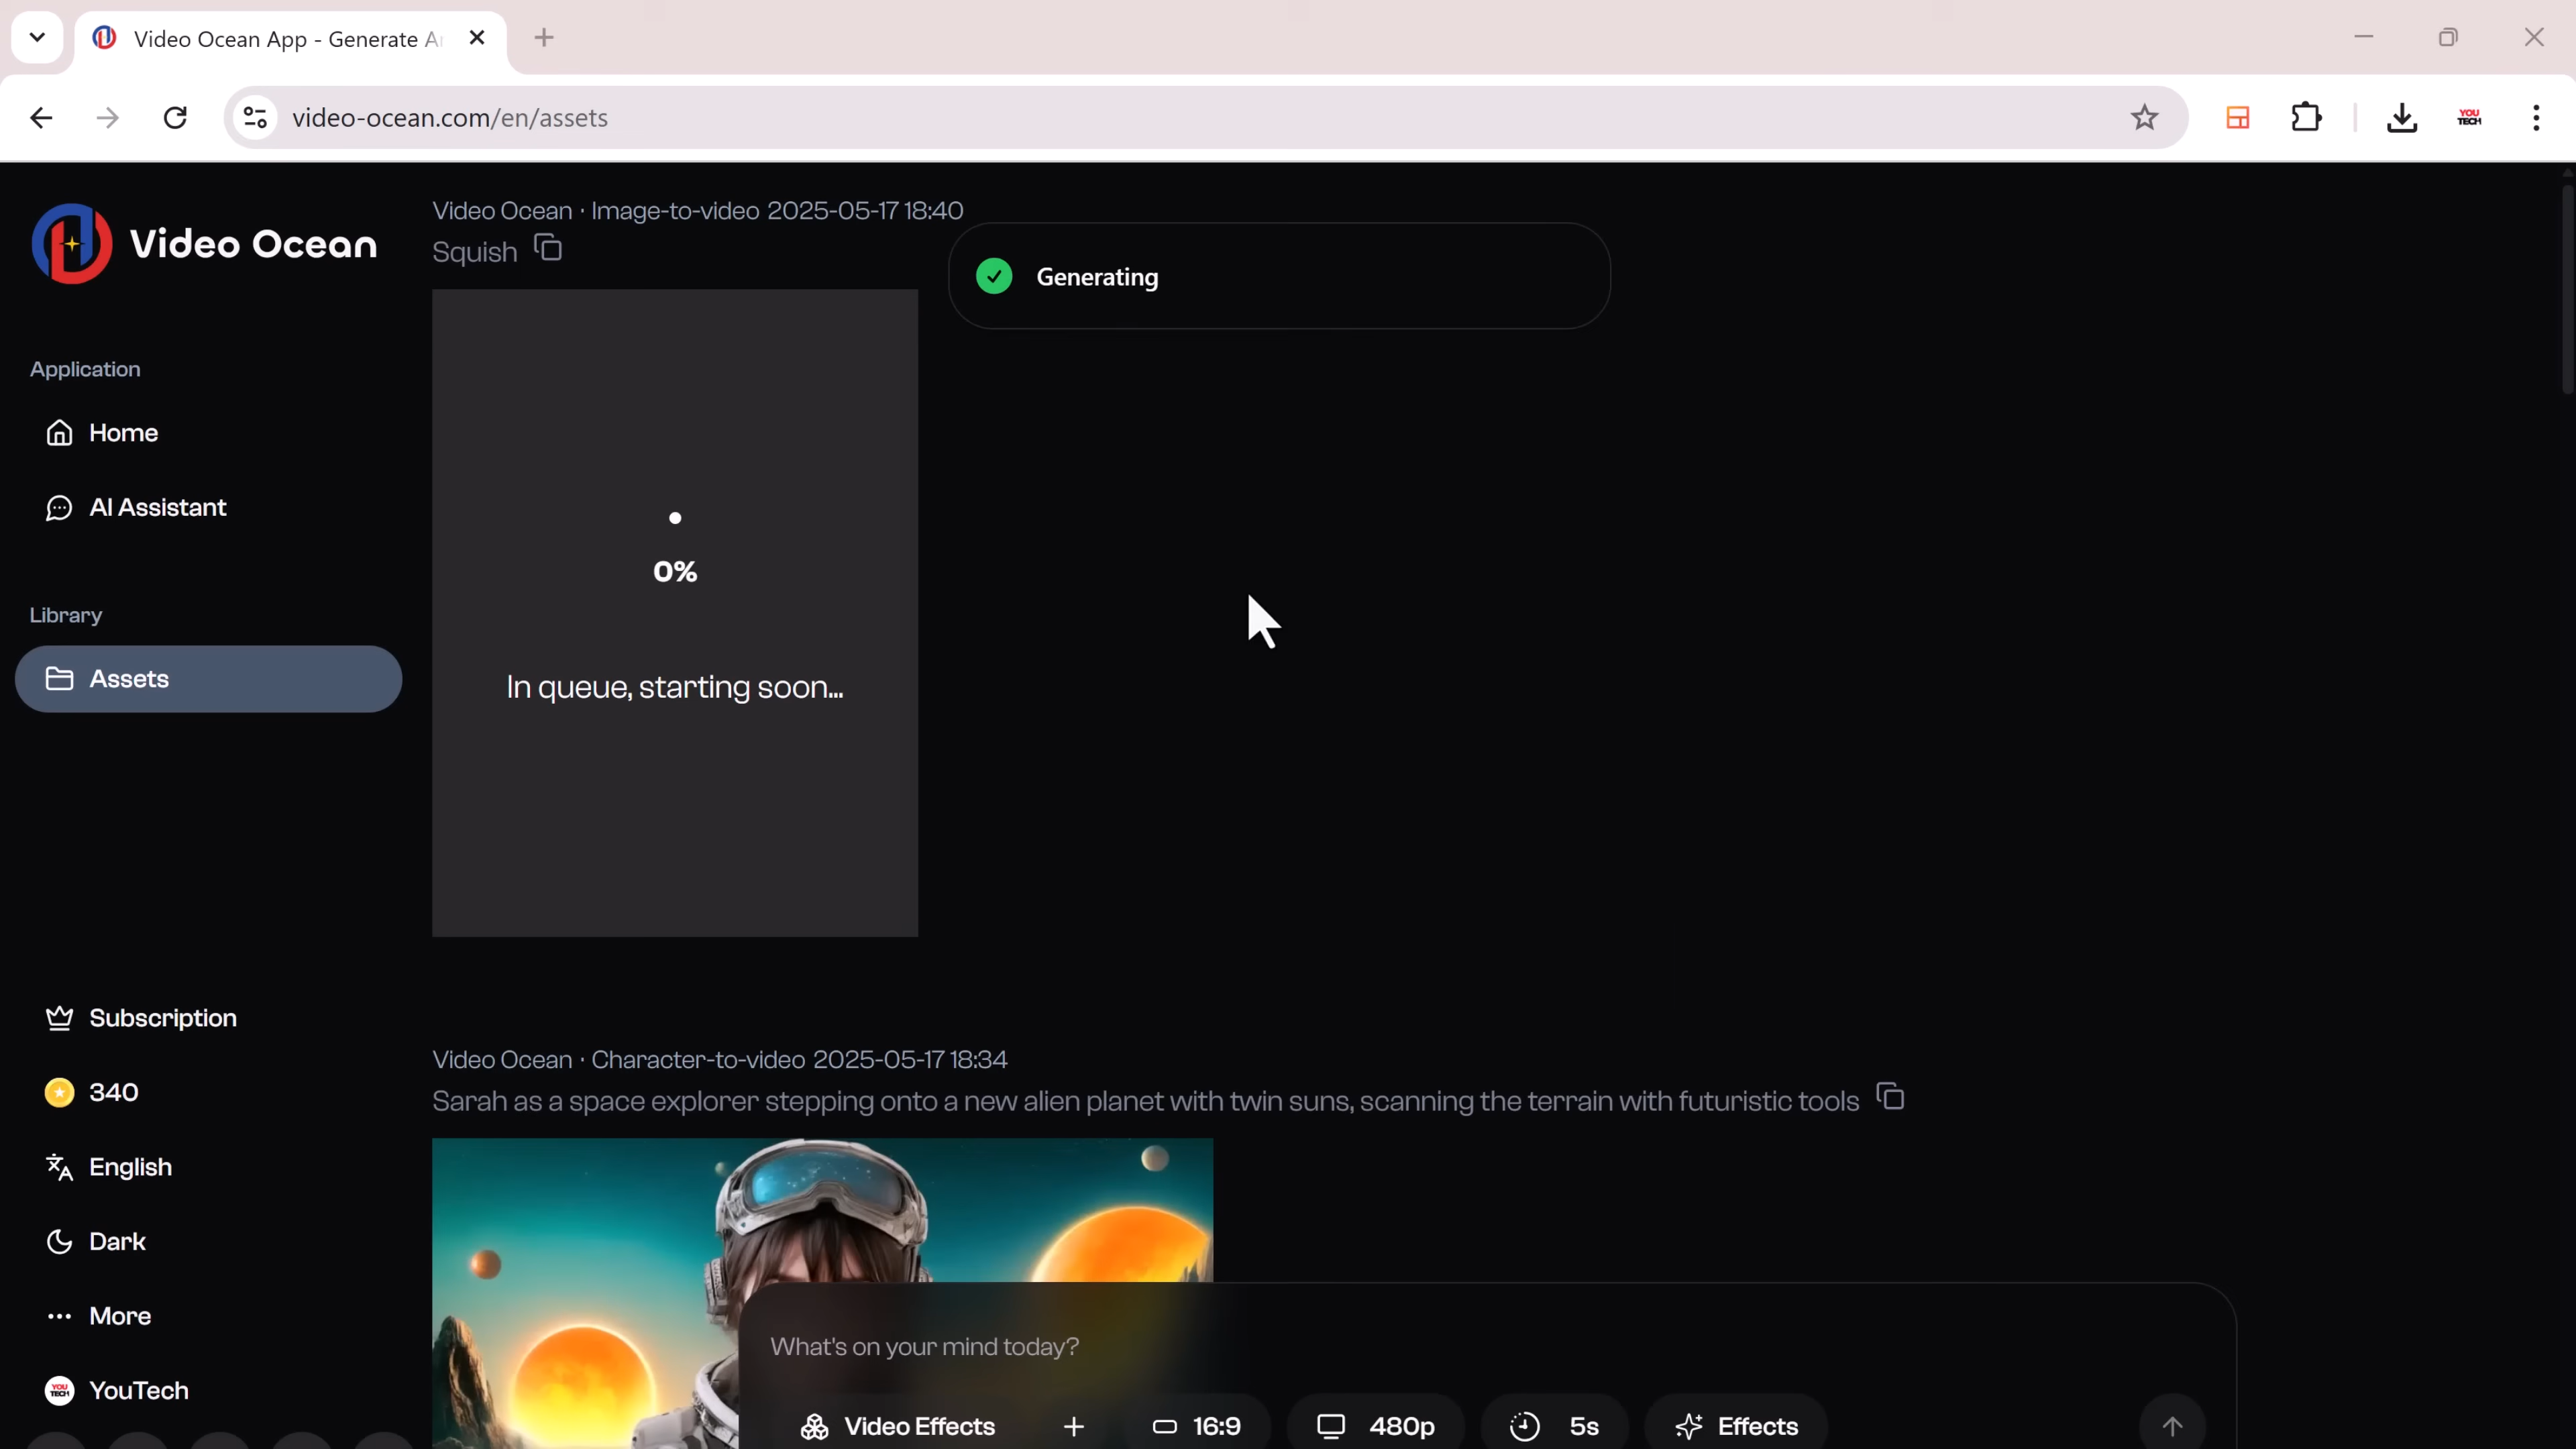 Video Ocean App - Generate A
video-ocean.com/en/assets
YOU
TECH
Video Ocean
Application
Home
AI Assistant
Library
Assets
Subscription
340
English
Dark
More
YOU
TECH
YouTech
Video Ocean · Image-to-video 2025-05-17 18:40
Squish
Generating
0%
In queue, starting soon...
Video Ocean · Character-to-video 2025-05-17 18:34
Sarah as a space explorer stepping onto a new alien planet with twin suns, scanning the terrain with futuristic tools
What's on your mind today?
Video Effects
16:9
480p
5s
Effects